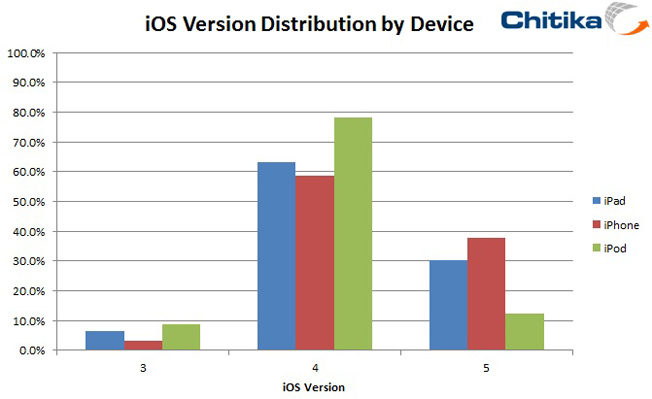 iOS Version Distribution by Device
Chitika
100.0%
90.0%
80.0%
70.0%
60.0%
50.0%
40.0%
30.0%
20.0%
10.0%
0.0%
iPad
iPhone
iPod
3 4 5
iOS Version